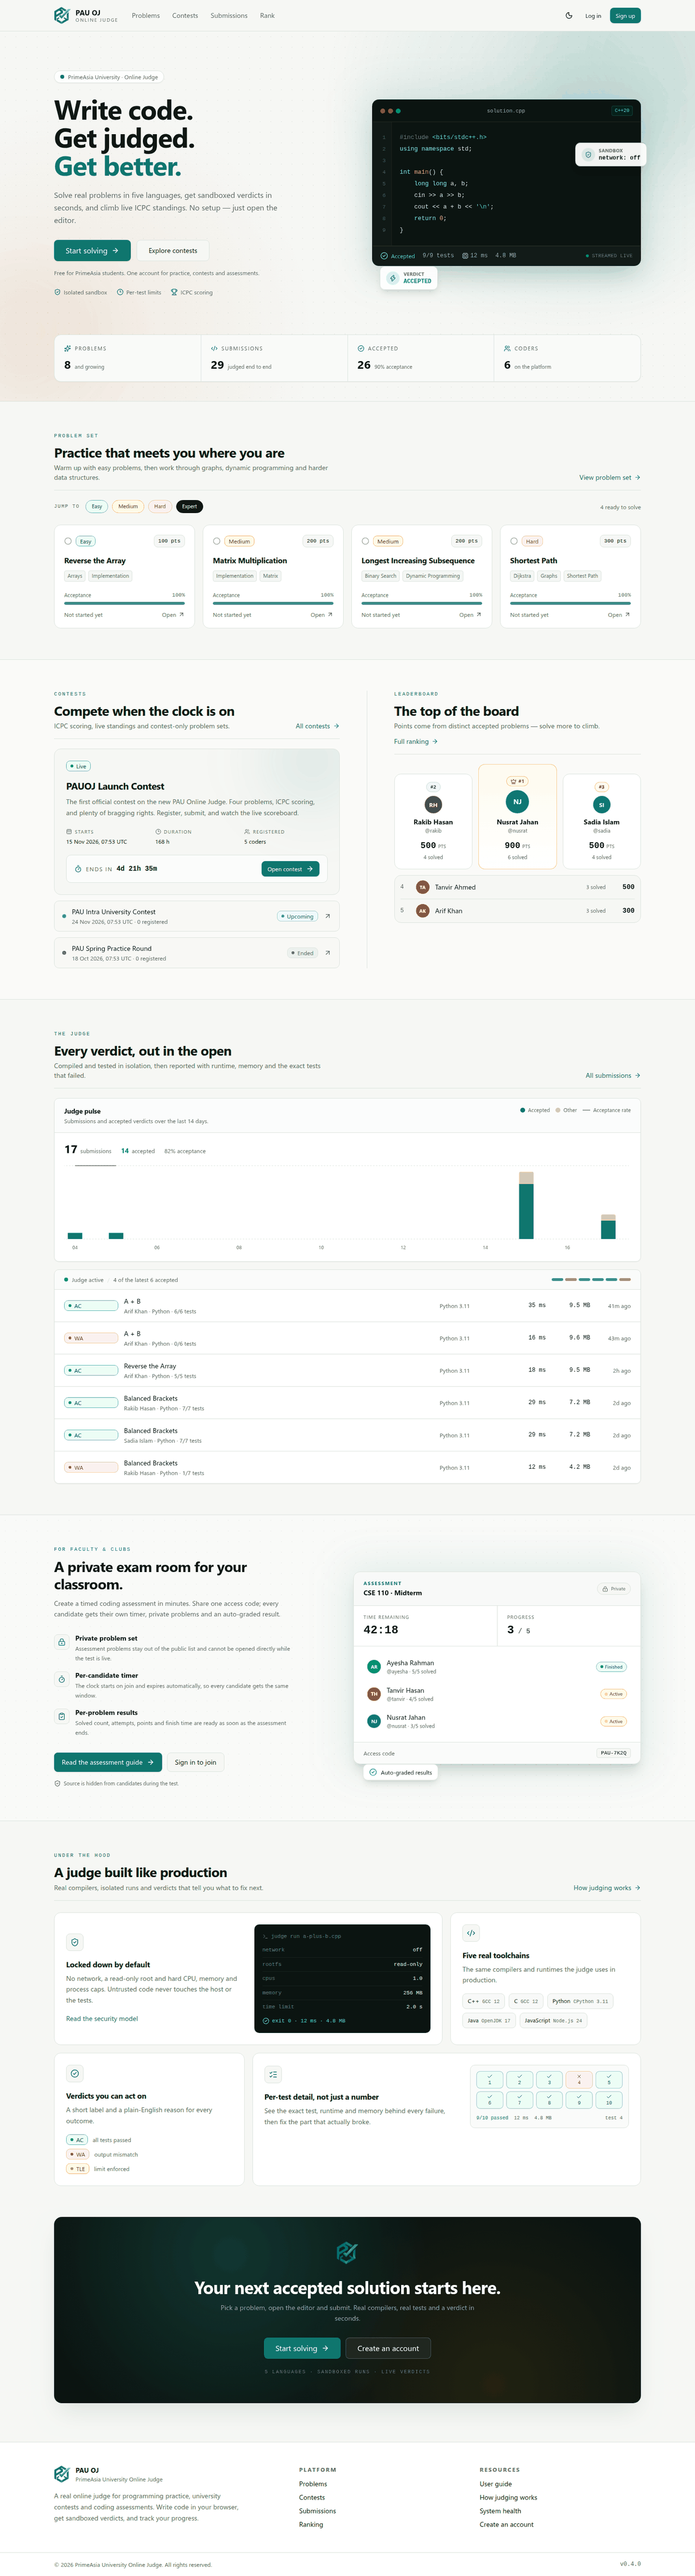 PAU OJ
ONLINE JUDGE
Problems
Contests
Submissions
Rank
Log in
Sign up
PrimeAsia University · Online Judge
Write code.
Get judged.
Get better.
Solve real problems in five languages, get sandboxed verdicts in
seconds, and climb live ICPC standings. No setup — just open the
editor.
Start solving
Explore contests
Free for PrimeAsia students. One account for practice, contests and assessments.
Isolated sandbox
Per-test limits
ICPC scoring
solution.cpp
C++20
1 #include <bits/stdc++.h>
2 using namespace std;
3
4 int main() {
5 long long a, b;
6 cin >> a >> b;
7 cout << a + b << '\n';
8 return 0;
9 }
SANDBOX
network: off
Accepted 9/9 tests 12 ms 4.8 MB
STREAMED LIVE
VERDICT
ACCEPTED
PROBLEMS
8 and growing
SUBMISSIONS
29 judged end to end
ACCEPTED
26 90% acceptance
CODERS
6 on the platform
PROBLEM SET
Practice that meets you where you are
Warm up with easy problems, then work through graphs, dynamic programming and harder
data structures.
View problem set
JUMP TO Easy Medium Hard Expert
4 ready to solve
Easy 100 pts
Reverse the Array
Arrays Implementation
Acceptance 100%
Not started yet Open
Medium 200 pts
Matrix Multiplication
Implementation Matrix
Acceptance 100%
Not started yet Open
Medium 200 pts
Longest Increasing Subsequence
Binary Search Dynamic Programming
Acceptance 100%
Not started yet Open
Hard 300 pts
Shortest Path
Dijkstra Graphs Shortest Path
Acceptance 100%
Not started yet Open
CONTESTS
Compete when the clock is on
ICPC scoring, live standings and contest-only problem sets.
All contests
Live
PAUOJ Launch Contest
The first official contest on the new PAU Online Judge. Four problems, ICPC scoring,
and plenty of bragging rights. Register, submit, and watch the live scoreboard.
STARTS
15 Nov 2026, 07:53 UTC
DURATION
168 h
REGISTERED
5 coders
ENDS IN 4d 21h 35m
Open contest
PAU Intra University Contest
24 Nov 2026, 07:53 UTC · 0 registered
Upcoming
PAU Spring Practice Round
18 Oct 2026, 07:53 UTC · 0 registered
Ended
LEADERBOARD
The top of the board
Points come from distinct accepted problems — solve more to climb.
Full ranking
#2
RH
Rakib Hasan
@rakib
500 PTS
4 solved
#1
NJ
Nusrat Jahan
@nusrat
900 PTS
6 solved
#3
SI
Sadia Islam
@sadia
500 PTS
4 solved
4 TA Tanvir Ahmed 3 solved 500
5 AK Arif Khan 3 solved 300
THE JUDGE
Every verdict, out in the open
Compiled and tested in isolation, then reported with runtime, memory and the exact tests
that failed.
All submissions
Judge pulse
Submissions and accepted verdicts over the last 14 days.
Accepted Other Acceptance rate
17 submissions 14 accepted 82% acceptance
04 06 08 10 12 14 16
Judge active 4 of the latest 6 accepted
AC A + B Python 3.11 35 ms 9.5 MB 41m ago
Arif Khan · Python · 6/6 tests
WA A + B Python 3.11 16 ms 9.6 MB 43m ago
Arif Khan · Python · 0/6 tests
AC Reverse the Array Python 3.11 18 ms 9.5 MB 2h ago
Arif Khan · Python · 5/5 tests
AC Balanced Brackets Python 3.11 29 ms 7.2 MB 2d ago
Rakib Hasan · Python · 7/7 tests
AC Balanced Brackets Python 3.11 29 ms 7.2 MB 2d ago
Sadia Islam · Python · 7/7 tests
WA Balanced Brackets Python 3.11 12 ms 4.2 MB 2d ago
Rakib Hasan · Python · 1/7 tests
FOR FACULTY & CLUBS
A private exam room for your
classroom.
Create a timed coding assessment in minutes. Share one access code; every
candidate gets their own timer, private problems and an auto-graded result.
Private problem set
Assessment problems stay out of the public list and cannot be opened directly while
the test is live.
Per-candidate timer
The clock starts on join and expires automatically, so every candidate gets the same
window.
Per-problem results
Solved count, attempts, points and finish time are ready as soon as the assessment
ends.
Read the assessment guide
Sign in to join
Source is hidden from candidates during the test.
ASSESSMENT
CSE 110 · Midterm
Private
TIME REMAINING
42:18
PROGRESS
3 / 5
AR Ayesha Rahman
@ayesha · 5/5 solved
Finished
TH Tanvir Hasan
@tanvir · 4/5 solved
Active
NJ Nusrat Jahan
@nusrat · 3/5 solved
Active
Access code PAU-7K2Q
Auto-graded results
UNDER THE HOOD
A judge built like production
Real compilers, isolated runs and verdicts that tell you what to fix next.
How judging works
Locked down by default
No network, a read-only root and hard CPU, memory and
process caps. Untrusted code never touches the host or
the tests.
Read the security model
judge run a-plus-b.cpp
network off
rootfs read-only
cpus 1.0
memory 256 MB
time limit 2.0 s
exit 0 · 12 ms · 4.8 MB
Five real toolchains
The same compilers and runtimes the judge uses in
production.
C++ GCC 12 C GCC 12 Python CPython 3.11
Java OpenJDK 17 JavaScript Node.js 24
Verdicts you can act on
A short label and a plain-English reason for every
outcome.
AC all tests passed
WA output mismatch
TLE limit enforced
Per-test detail, not just a number
See the exact test, runtime and memory behind every failure,
then fix the part that actually broke.
1 2 3 4 5
6 7 8 9 10
9/10 passed 12 ms 4.8 MB test 4
Your next accepted solution starts here.
Pick a problem, open the editor and submit. Real compilers, real tests and a verdict in
seconds.
Start solving
Create an account
5 LANGUAGES · SANDBOXED RUNS · LIVE VERDICTS
PAU OJ
PrimeAsia University Online Judge
A real online judge for programming practice, university
contests and coding assessments. Write code in your browser,
get sandboxed verdicts, and track your progress.
PLATFORM
Problems
Contests
Submissions
Ranking
RESOURCES
User guide
How judging works
System health
Create an account
© 2026 PrimeAsia University Online Judge. All rights reserved.
v0.4.0